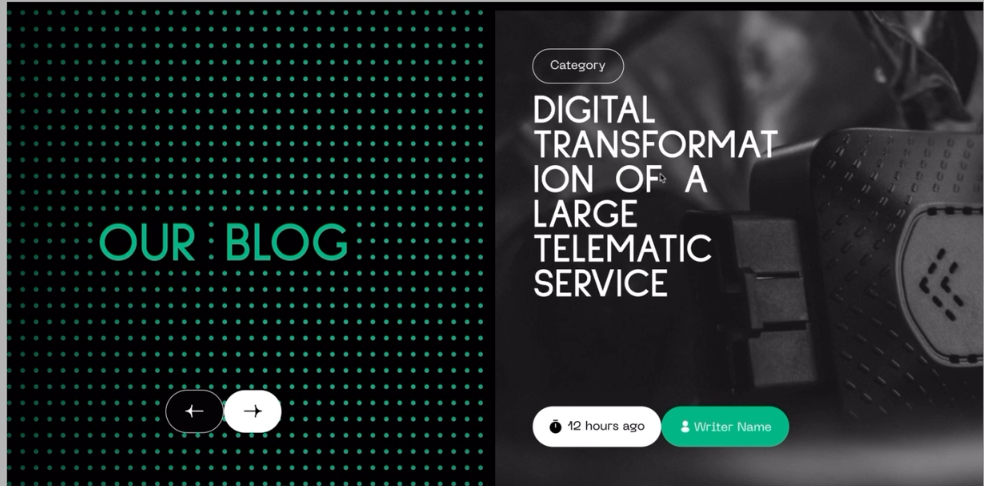 OUR BLOG
Category
DIGITAL
TRANSFORMAT
ION OF A
LARGE
TELEMATIC
SERVICE
12 hours ago
Writer Name